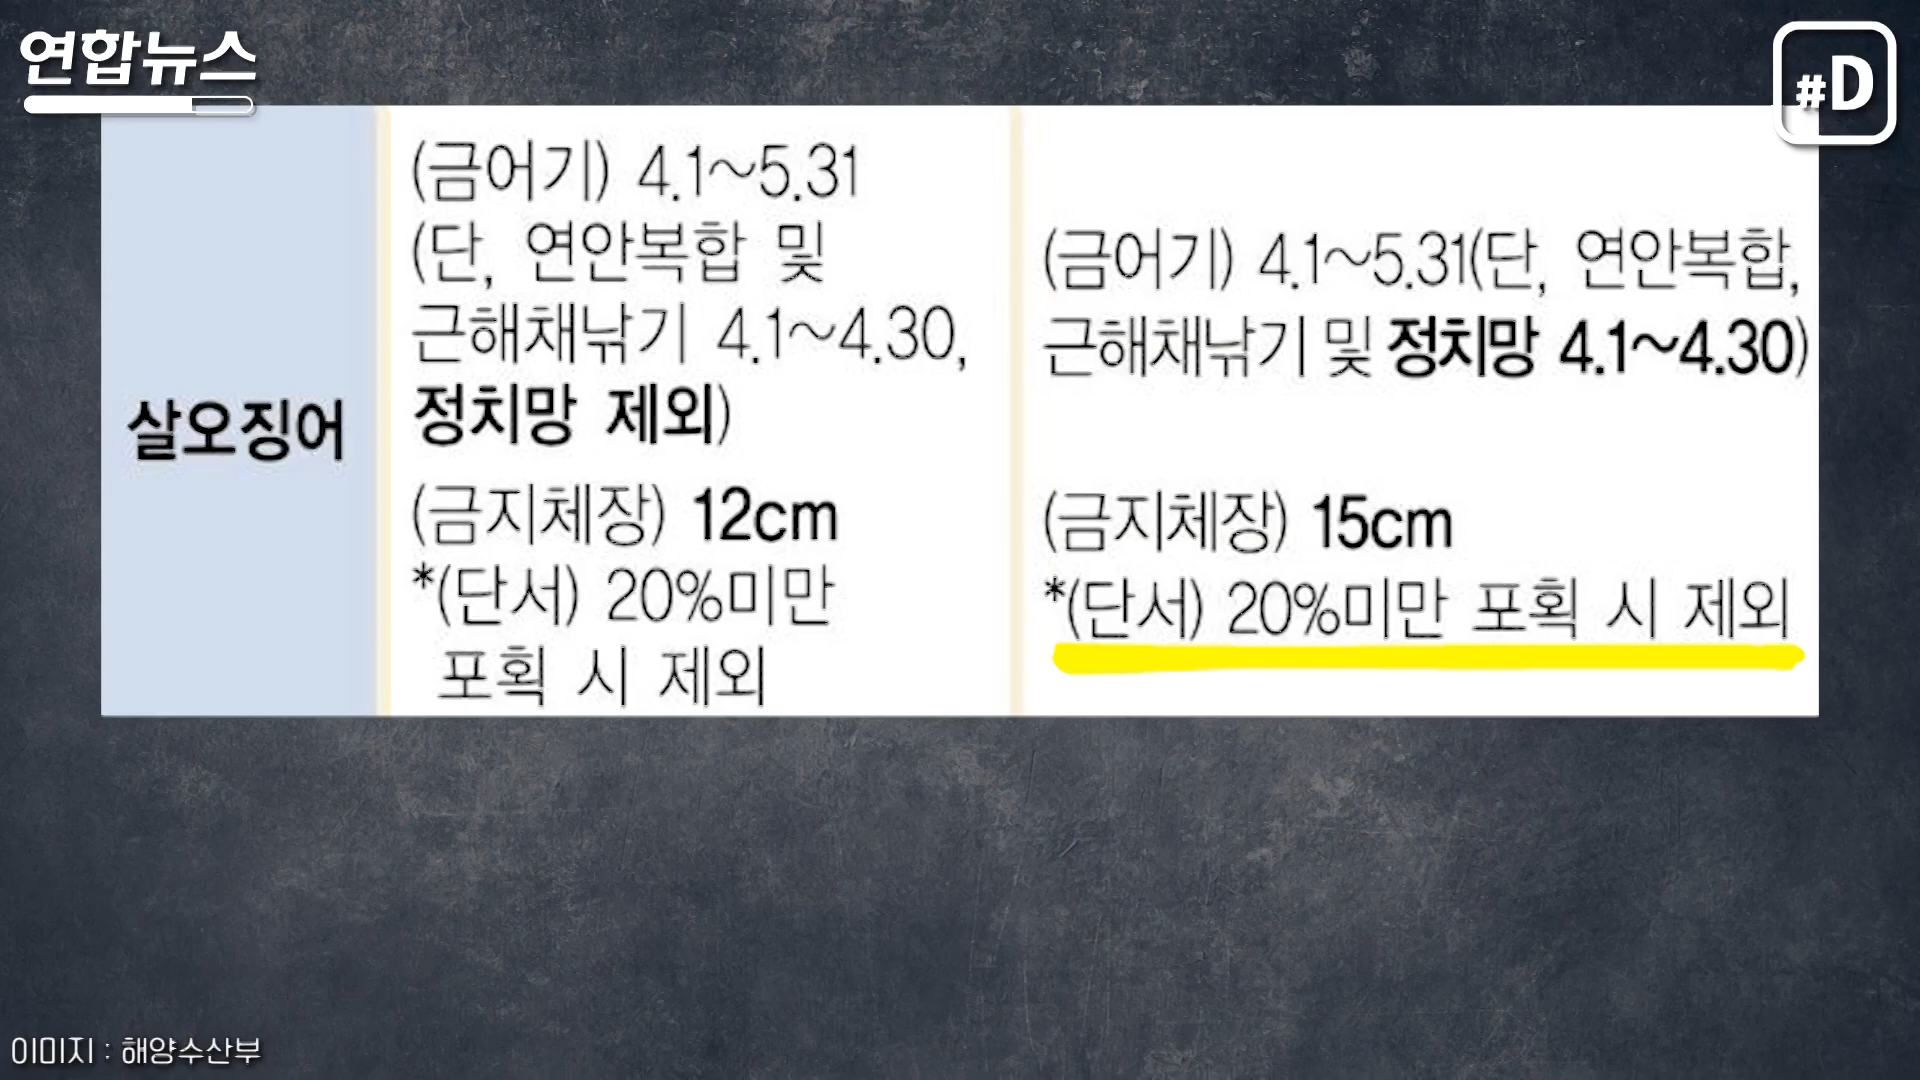 연합뉴스
#D
살오징어
(금어기) 4.1~5.31
(단, 연안복합 및
근해채낚기 4.1~4.30,
정치망 제외)
(금지체장) 12cm
*(단서) 20%미만
포획 시 제외
(금어기) 4.1~5.31(단, 연안복합,
근해채낚기 및 정치망 4.1~4.30)
(금지체장) 15cm
*(단서) 20%미만 포획 시 제외
이미지 : 해양수산부